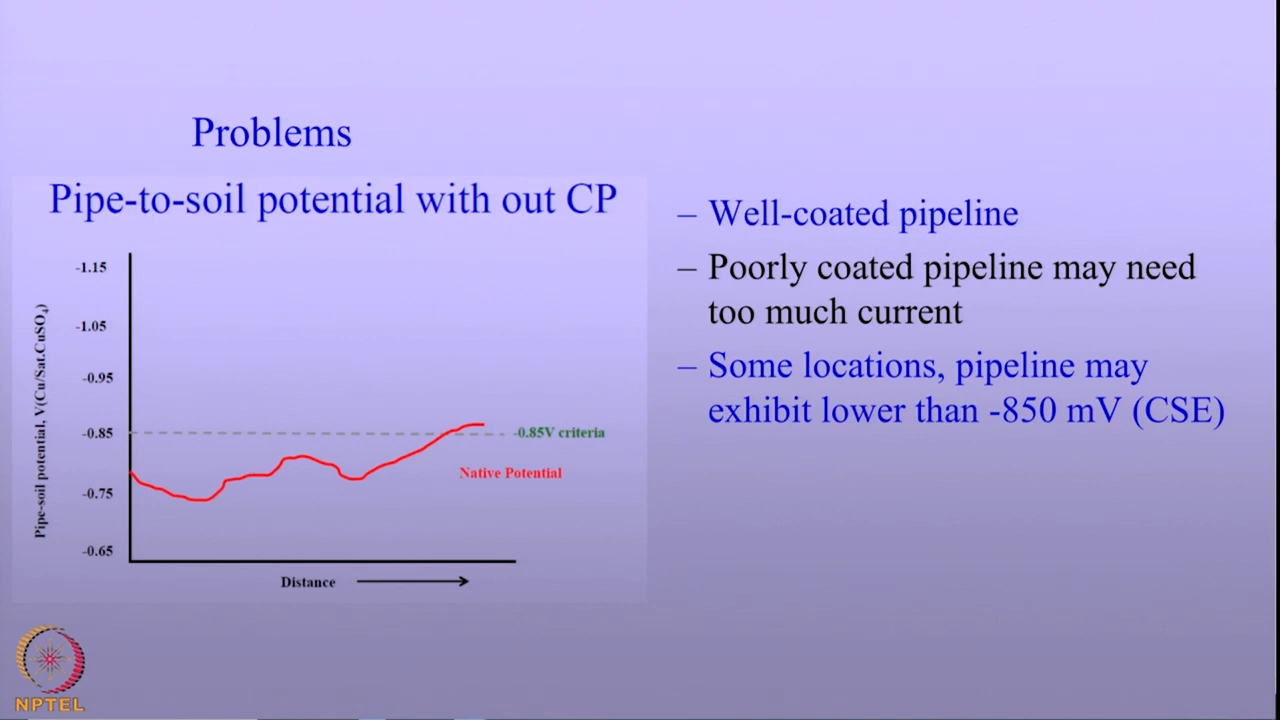 Problems
Pipe-to-soil potential with out CP
-1.15
-1.05
-0.95
-0.85
-0.75
-0.65
Pipe-soil potential, V(Cu/Sat.CuSO₄)
-0.85V criteria
Native Potential
Distance
– Well-coated pipeline
– Poorly coated pipeline may need
too much current
– Some locations, pipeline may
exhibit lower than -850 mV (CSE)
NPTEL